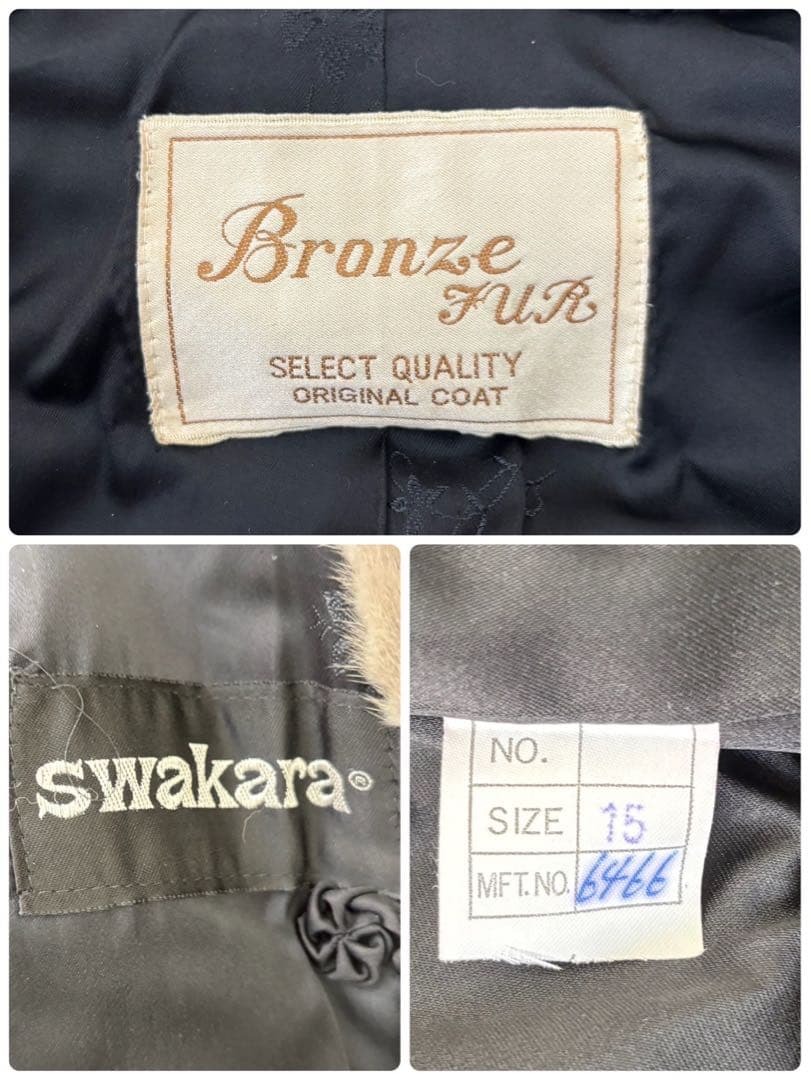 Bronze
FUR
SELECT QUALITY
ORIGINAL COAT
swakara®
NO.
SIZE 15
MFT.NO. 6466